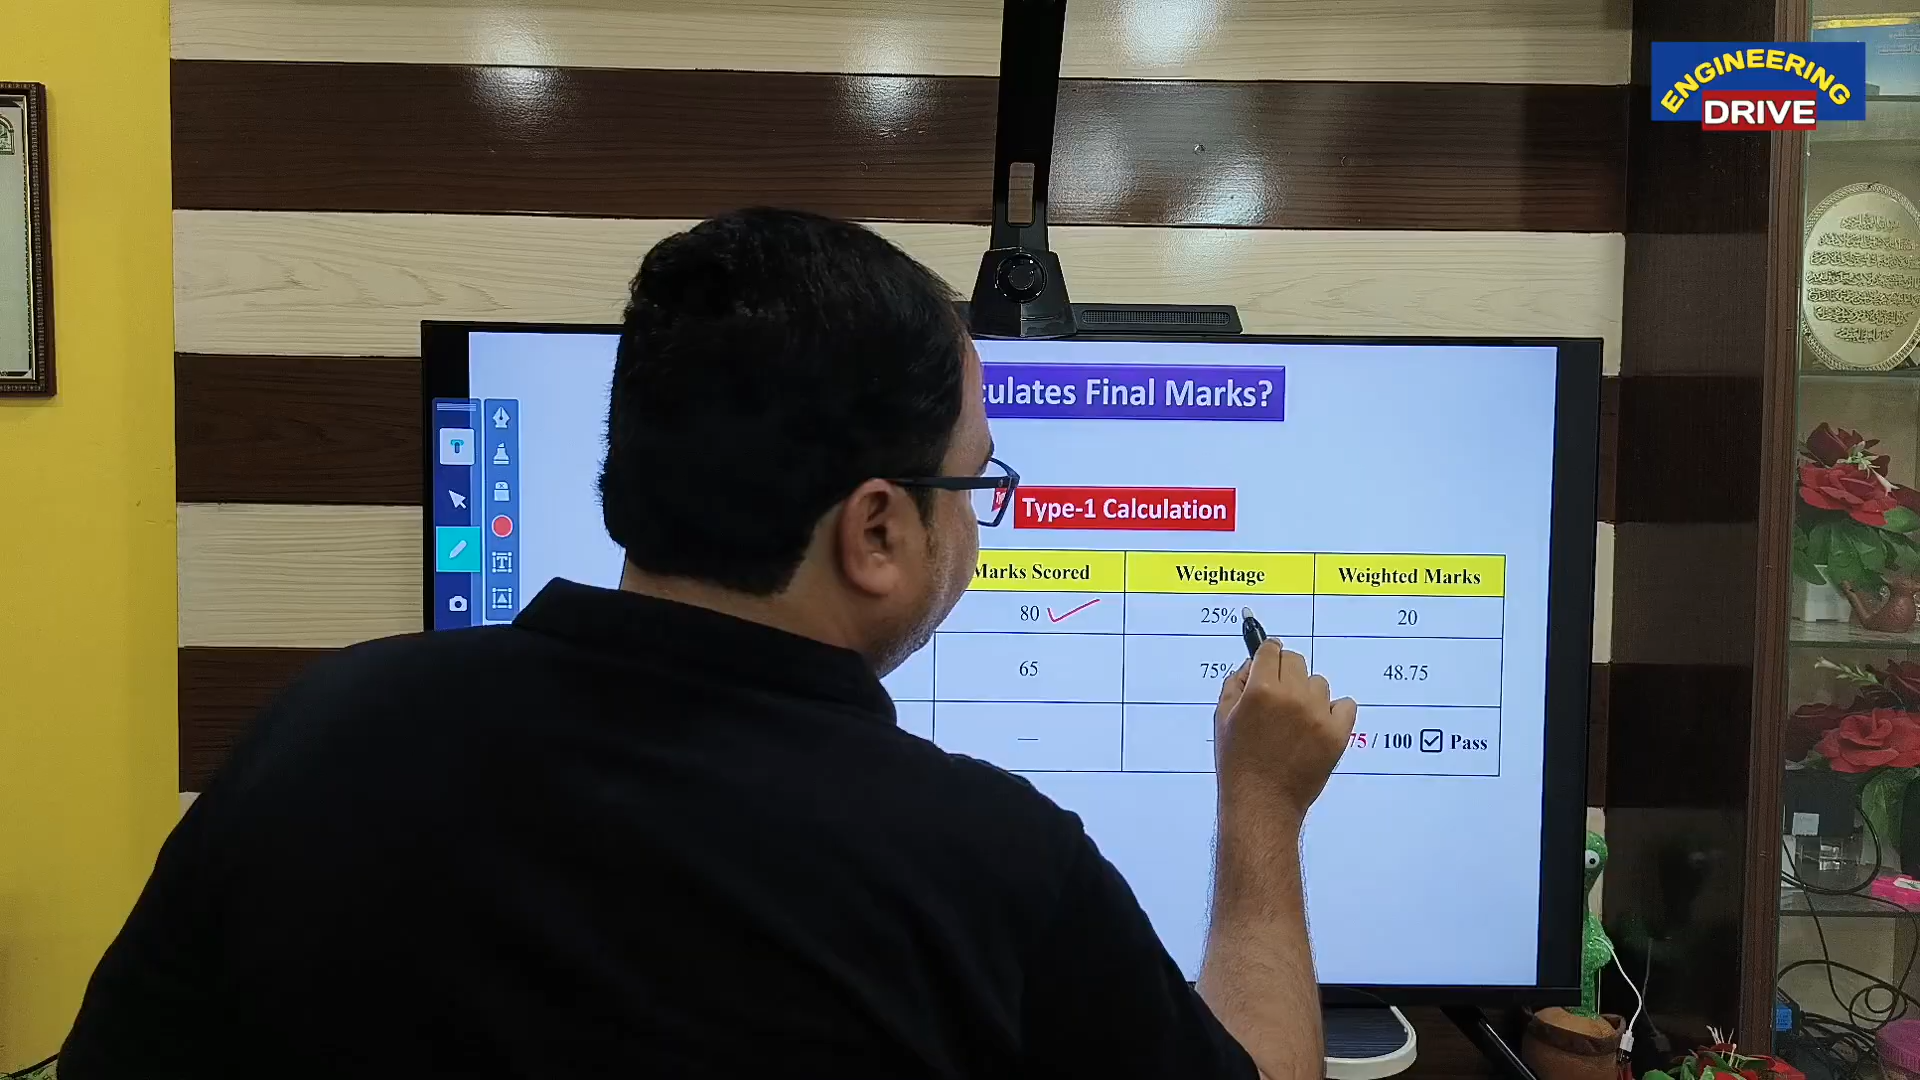 ENGINEERING
DRIVE
culates Final Marks?
Type-1 Calculation
Marks Scored Weightage Weighted Marks
80 25% 20
65 75% 48.75
— 75 / 100 Pass